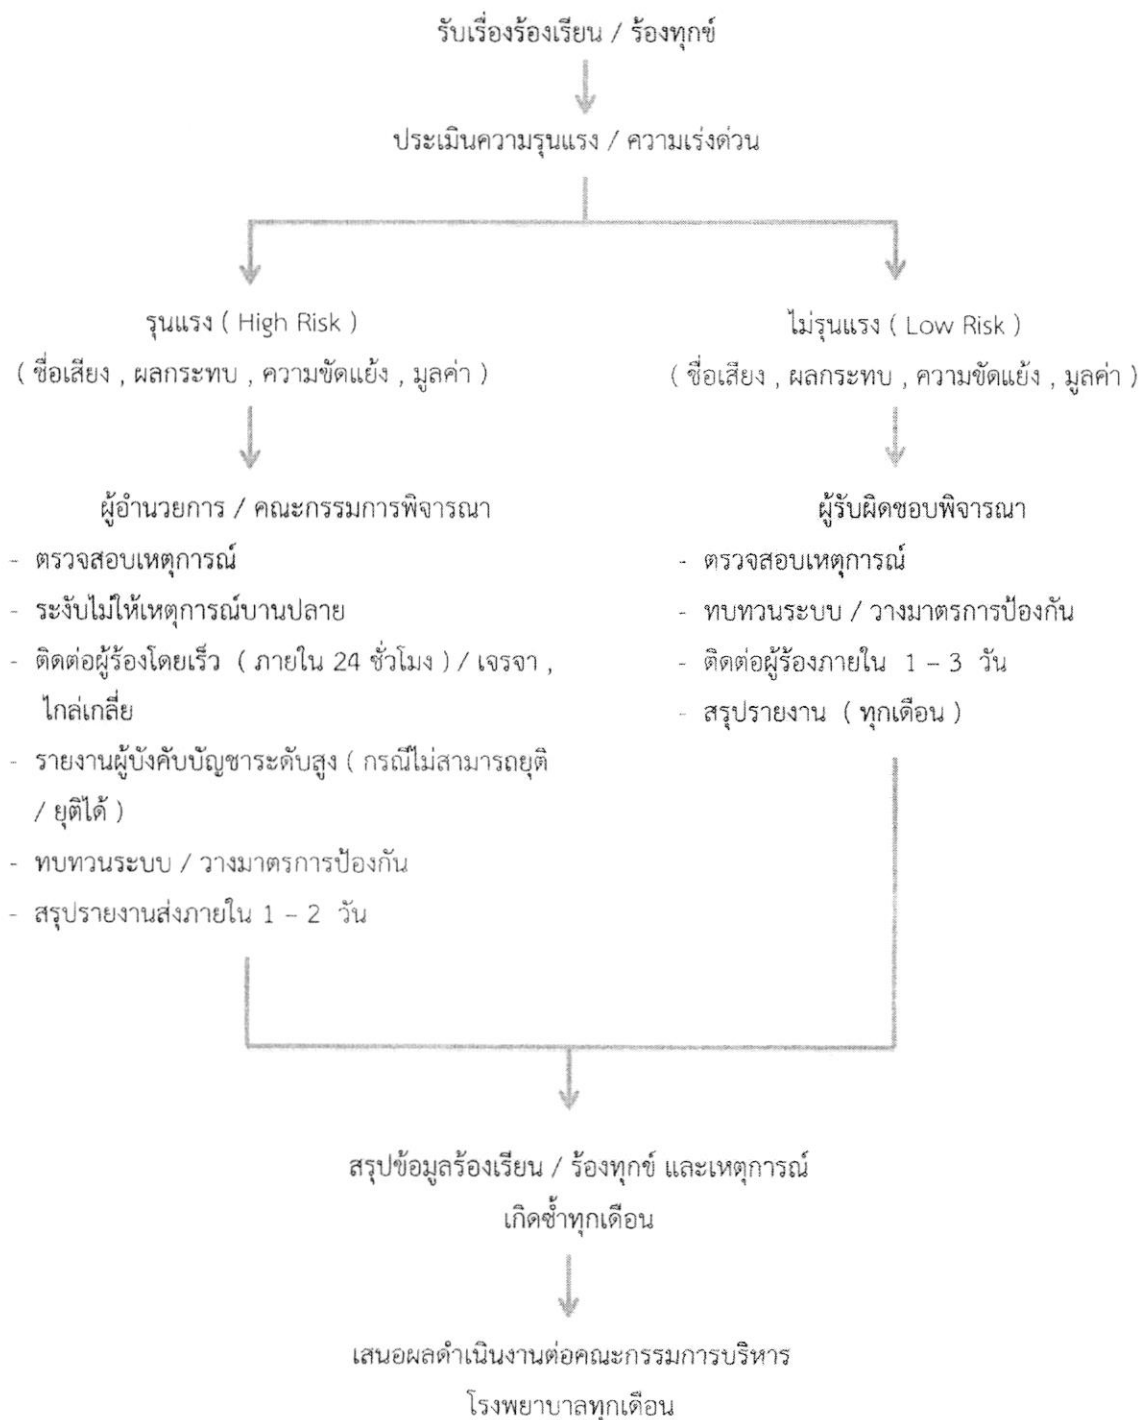 รับเรื่องร้องเรียน / ร้องทุกข์
ประเมินความรุนแรง / ความเร่งด่วน
รุนแรง ( High Risk )
( ชื่อเสียง , ผลกระทบ , ความขัดแย้ง , มูลค่า )
ผู้อำนวยการ / คณะกรรมการพิจารณา
- ตรวจสอบเหตุการณ์
- ระงับไม่ให้เหตุการณ์บานปลาย
- ติดต่อผู้ร้องโดยเร็ว ( ภายใน 24 ชั่วโมง ) / เจรจา ,
ไกล่เกลี่ย
- รายงานผู้บังคับบัญชาระดับสูง ( กรณีไม่สามารถยุติ
/ ยุติได้ )
- ทบทวนระบบ / วางมาตรการป้องกัน
- สรุปรายงานส่งภายใน 1 – 2 วัน
ไม่รุนแรง ( Low Risk )
( ชื่อเสียง , ผลกระทบ , ความขัดแย้ง , มูลค่า )
ผู้รับผิดชอบพิจารณา
- ตรวจสอบเหตุการณ์
- ทบทวนระบบ / วางมาตรการป้องกัน
- ติดต่อผู้ร้องภายใน 1 – 3 วัน
- สรุปรายงาน ( ทุกเดือน )
สรุปข้อมูลร้องเรียน / ร้องทุกข์ และเหตุการณ์
เกิดซ้ำทุกเดือน
เสนอผลดำเนินงานต่อคณะกรรมการบริหาร
โรงพยาบาลทุกเดือน